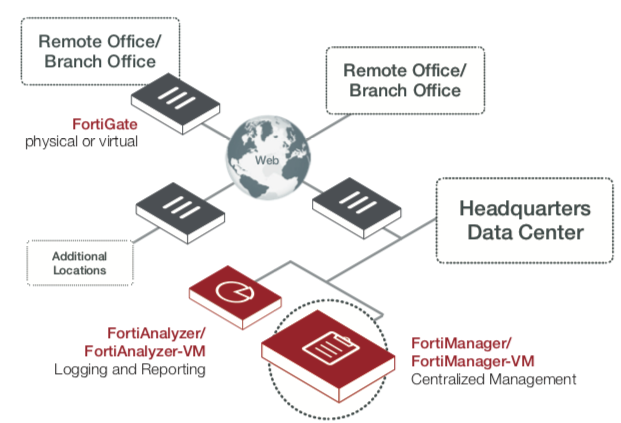 Remote Office/
Branch Office
Remote Office/
Branch Office
FortiGate
physical or virtual
Web
Headquarters
Data Center
Additional
Locations
FortiAnalyzer/
FortiAnalyzer-VM
Logging and Reporting
FortiManager/
FortiManager-VM
Centralized Management